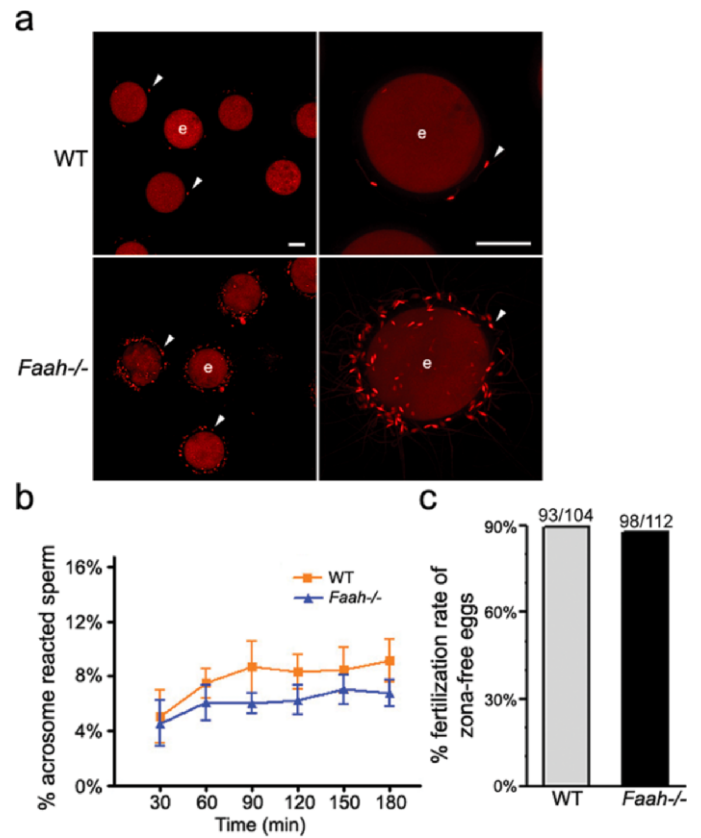 a
WT
e
e
Faah-/-
e
e
b
% acrosome reacted sperm
16%
12%
8%
4%
0%
WT
Faah-/-
30 60 90 120 150 180
Time (min)
c
% fertilization rate of
zona-free eggs
93/104 98/112
90%
60%
30%
0%
WT Faah-/-